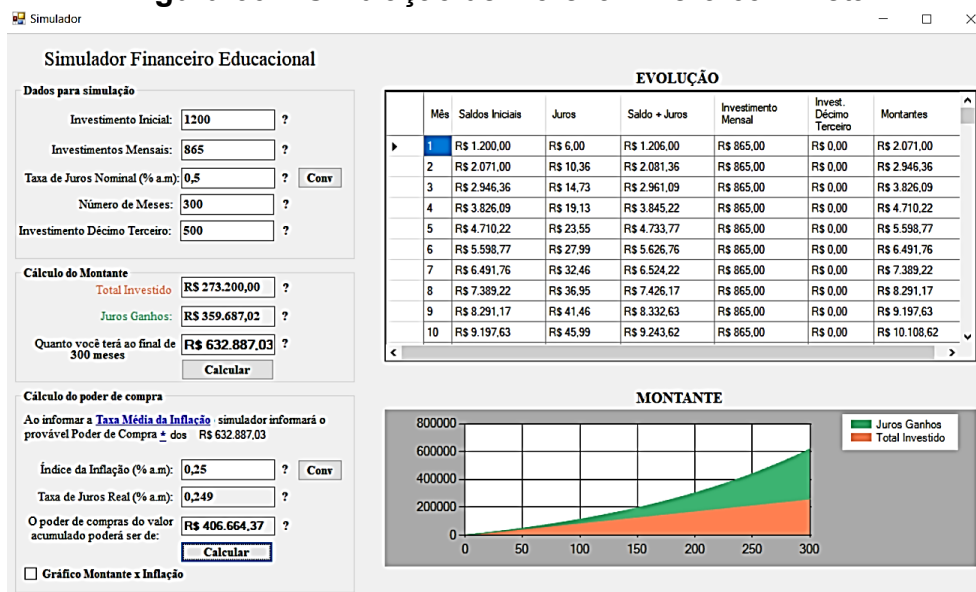 Simulador
Simulador Financeiro Educacional
Dados para simulação
Investimento Inicial: 1200 ?
Investimentos Mensais: 865 ?
Taxa de Juros Nominal (% a.m): 0,5 ? Conv
Número de Meses: 300 ?
Investimento Décimo Terceiro: 500 ?
Cálculo do Montante
Total Investido R$ 273.200,00 ?
Juros Ganhos: R$ 359.687,02 ?
Quanto você terá ao final de 300 meses R$ 632.887,03 ?
Calcular
Cálculo do poder de compra
Ao informar a Taxa Média da Inflação simulador informará o
provável Poder de Compra * dos R$ 632.887,03
Índice da Inflação (% a.m): 0,25 ? Conv
Taxa de Juros Real (% a.m): 0,249 ?
O poder de compras do valor acumulado poderá ser de: R$ 406.664,37 ?
Calcular
Gráfico Montante x Inflação
EVOLUÇÃO
Mês Saldos Iniciais Juros Saldo + Juros Investimento Mensal Invest. Décimo Terceiro Montantes
1 R$ 1.200,00 R$ 6,00 R$ 1.206,00 R$ 865,00 R$ 0,00 R$ 2.071,00
2 R$ 2.071,00 R$ 10,36 R$ 2.081,36 R$ 865,00 R$ 0,00 R$ 2.946,36
3 R$ 2.946,36 R$ 14,73 R$ 2.961,09 R$ 865,00 R$ 0,00 R$ 3.826,09
4 R$ 3.826,09 R$ 19,13 R$ 3.845,22 R$ 865,00 R$ 0,00 R$ 4.710,22
5 R$ 4.710,22 R$ 23,55 R$ 4.733,77 R$ 865,00 R$ 0,00 R$ 5.598,77
6 R$ 5.598,77 R$ 27,99 R$ 5.626,76 R$ 865,00 R$ 0,00 R$ 6.491,76
7 R$ 6.491,76 R$ 32,46 R$ 6.524,22 R$ 865,00 R$ 0,00 R$ 7.389,22
8 R$ 7.389,22 R$ 36,95 R$ 7.426,17 R$ 865,00 R$ 0,00 R$ 8.291,17
9 R$ 8.291,17 R$ 41,46 R$ 8.332,63 R$ 865,00 R$ 0,00 R$ 9.197,63
10 R$ 9.197,63 R$ 45,99 R$ 9.243,62 R$ 865,00 R$ 0,00 R$ 10.108,62
MONTANTE
800000
600000
400000
200000
0
0 50 100 150 200 250 300
Juros Ganhos
Total Investido